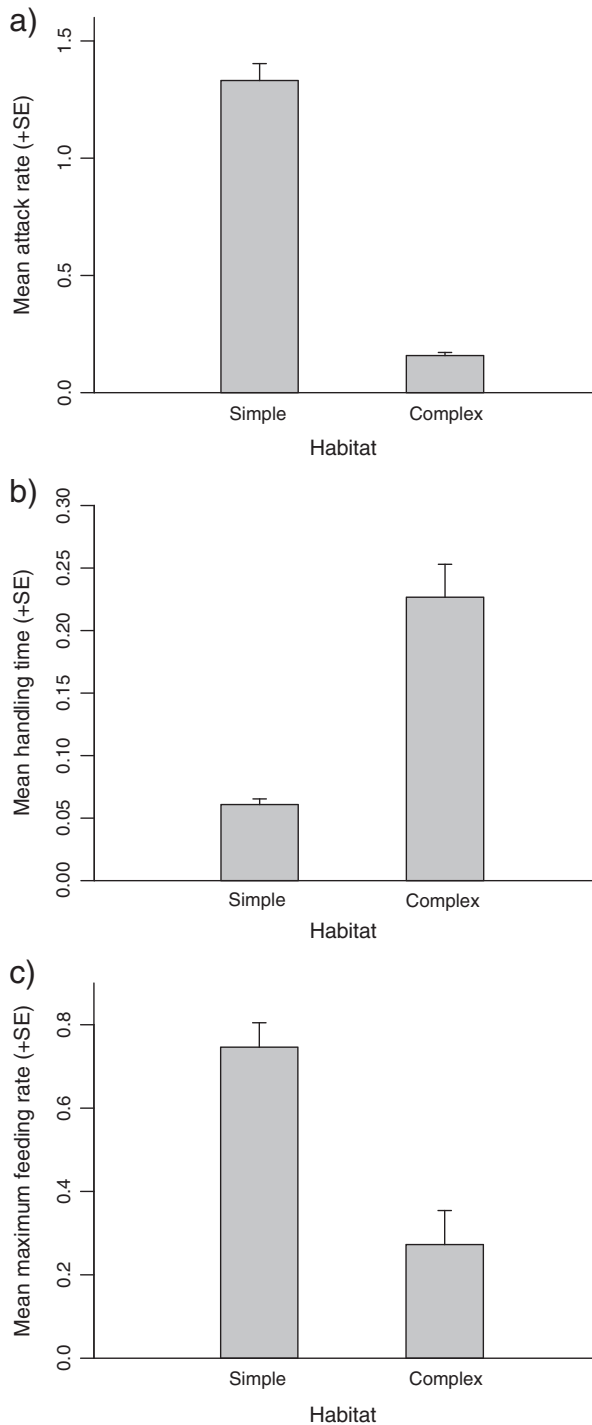 a)
Mean attack rate (+SE)
1.5
1.0
0.5
0.0
Simple Complex
Habitat
b)
Mean handling time (+SE)
0.30
0.25
0.20
0.15
0.10
0.05
0.00
Simple Complex
Habitat
c)
Mean maximum feeding rate (+SE)
0.8
0.6
0.4
0.2
0.0
Simple Complex
Habitat